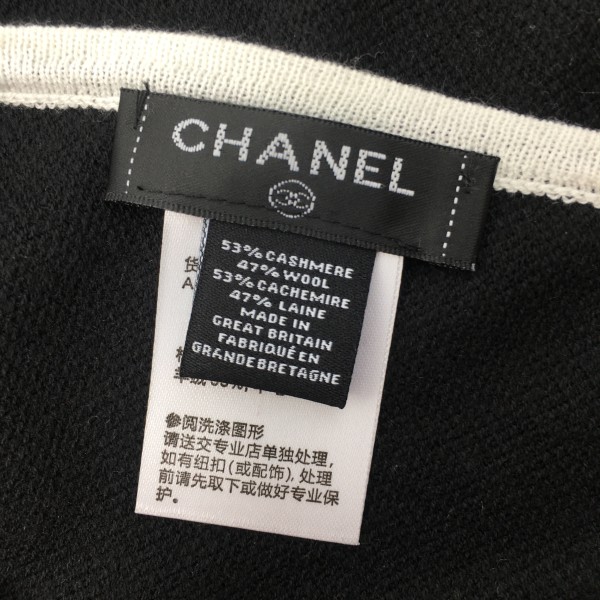 CHANEL
53% CASHMERE
47% WOOL
53% CACHEMIRE
47% LAINE
MADE IN
GREAT BRITAIN
FABRIQUÉ EN
GRANDE BRETAGNE
货
A
参阅洗涤图形
请送交专业店单独处理,
如有纽扣(或配饰),处理
前请先取下或做好专业保
护。